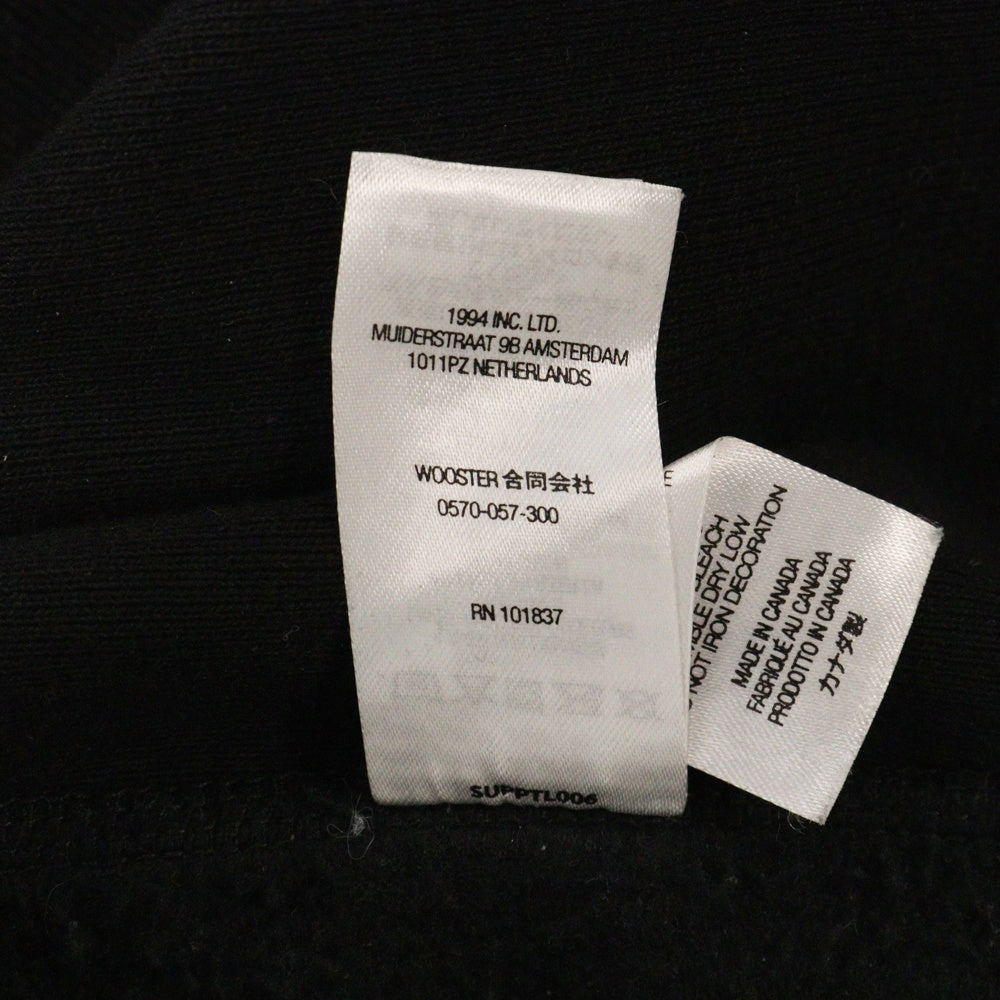 1994 INC. LTD.
MUIDERSTRAAT 9B AMSTERDAM
1011PZ NETHERLANDS
WOOSTER 合同会社
0570-057-300
RN 101837
SUPPTL006
E
BLEACH
DRY LOW
NOT IRON DECORATION
MADE IN CANADA
FABRIQUÉ AU CANADA
PRODOTTO IN CANADA
カナダ製